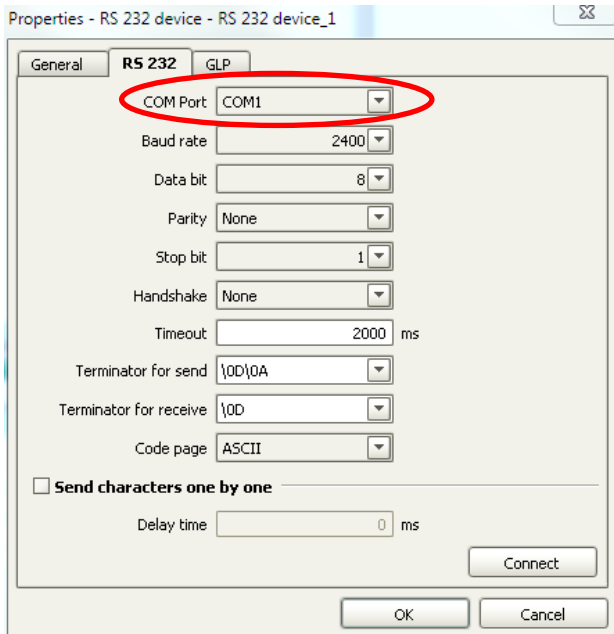 Properties - RS 232 device - RS 232 device_1
General RS 232 GLP
COM Port COM1
Baud rate 2400
Data bit 8
Parity None
Stop bit 1
Handshake None
Timeout 2000 ms
Terminator for send \0D\0A
Terminator for receive \0D
Code page ASCII
Send characters one by one
Delay time 0 ms
Connect
OK Cancel